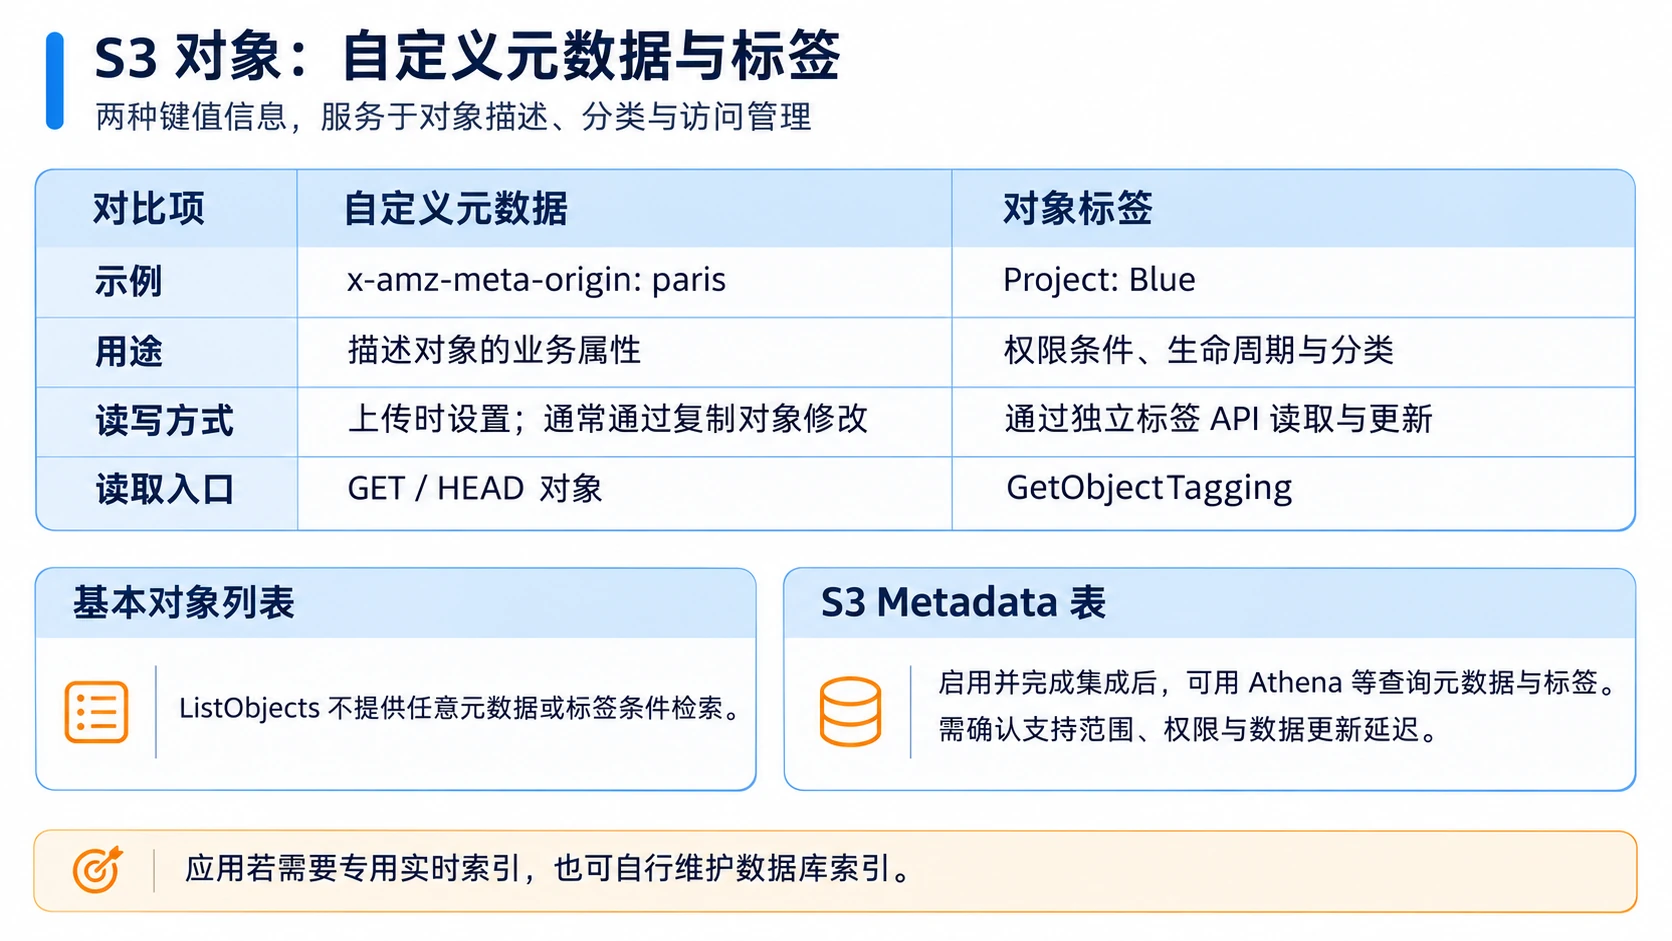 S3 对象：自定义元数据与标签
两种键值信息，服务于对象描述、分类与访问管理
对比项 自定义元数据 对象标签
示例 x-amz-meta-origin: paris Project: Blue
用途 描述对象的业务属性 权限条件、生命周期与分类
读写方式 上传时设置；通常通过复制对象修改 通过独立标签 API 读取与更新
读取入口 GET / HEAD 对象 GetObjectTagging
基本对象列表
ListObjects 不提供任意元数据或标签条件检索。
S3 Metadata 表
启用并完成集成后，可用 Athena 等查询元数据与标签。
需确认支持范围、权限与数据更新延迟。
应用若需要专用实时索引，也可自行维护数据库索引。